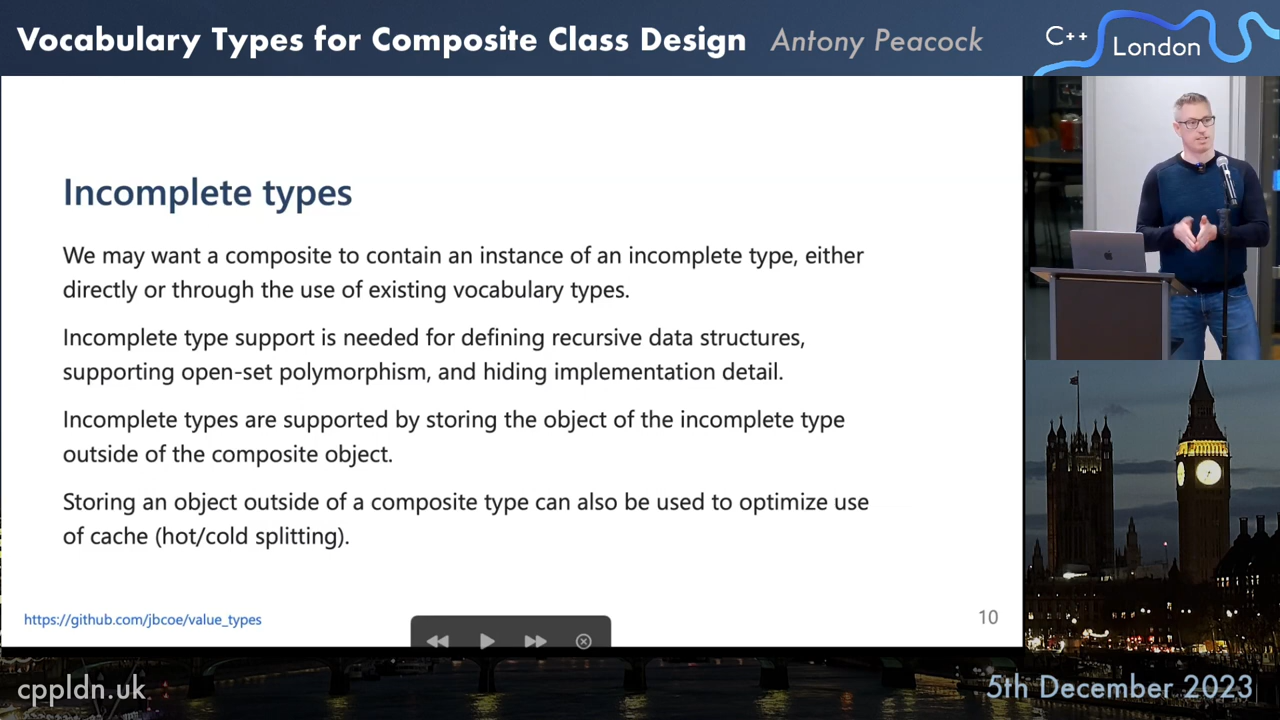 Vocabulary Types for Composite Class Design Antony Peacock
C++
London
Incomplete types
We may want a composite to contain an instance of an incomplete type, either
directly or through the use of existing vocabulary types.
Incomplete type support is needed for defining recursive data structures,
supporting open-set polymorphism, and hiding implementation detail.
Incomplete types are supported by storing the object of the incomplete type
outside of the composite object.
Storing an object outside of a composite type can also be used to optimize use
of cache (hot/cold splitting).
https://github.com/jbcoe/value_types
10
cppldn.uk
5th December 2023